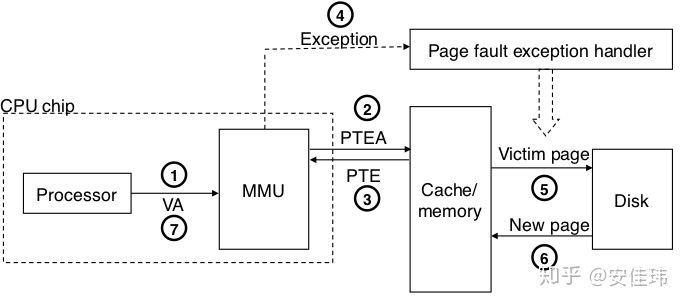 4
Exception
Page fault exception handler
CPU chip
2
PTEA
Victim page
1
MMU
PTE
Cache/
memory
5
Disk
Processor
VA
3
7
New page
6
知乎 @安佳玮